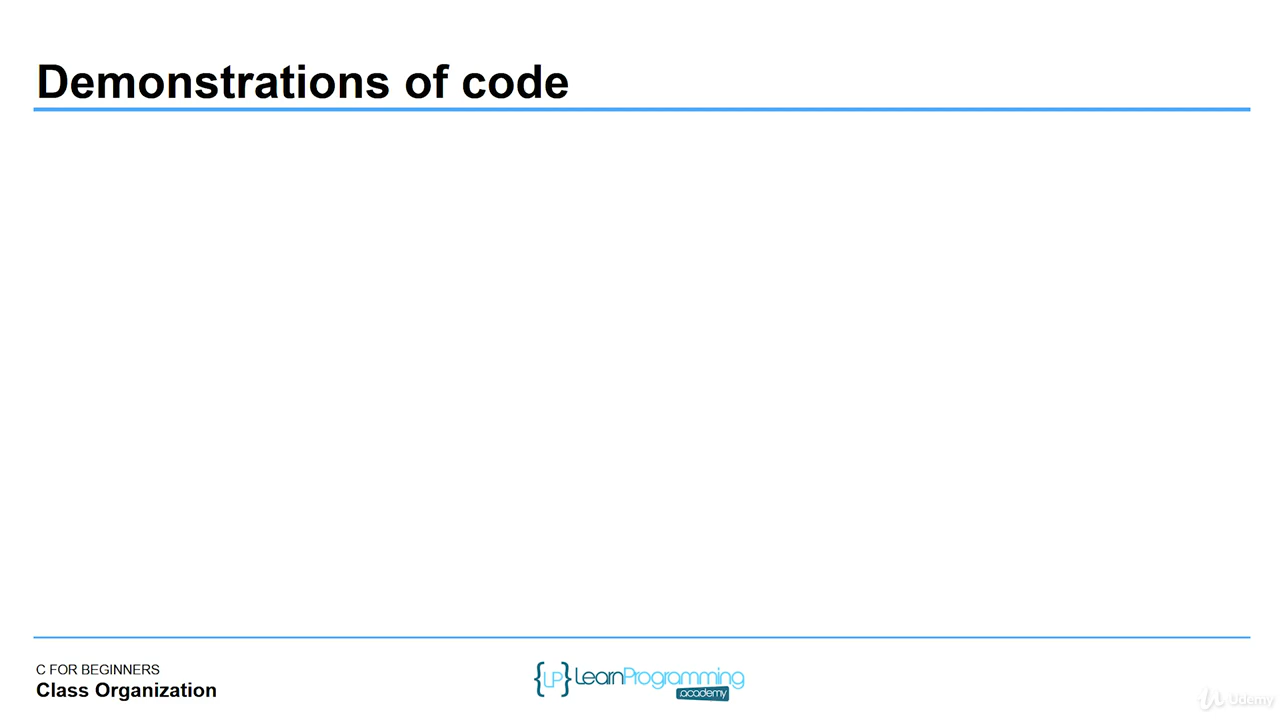 Demonstrations of code
C FOR BEGINNERS
Class Organization
{LP} LearnProgramming
.academy
Udemy